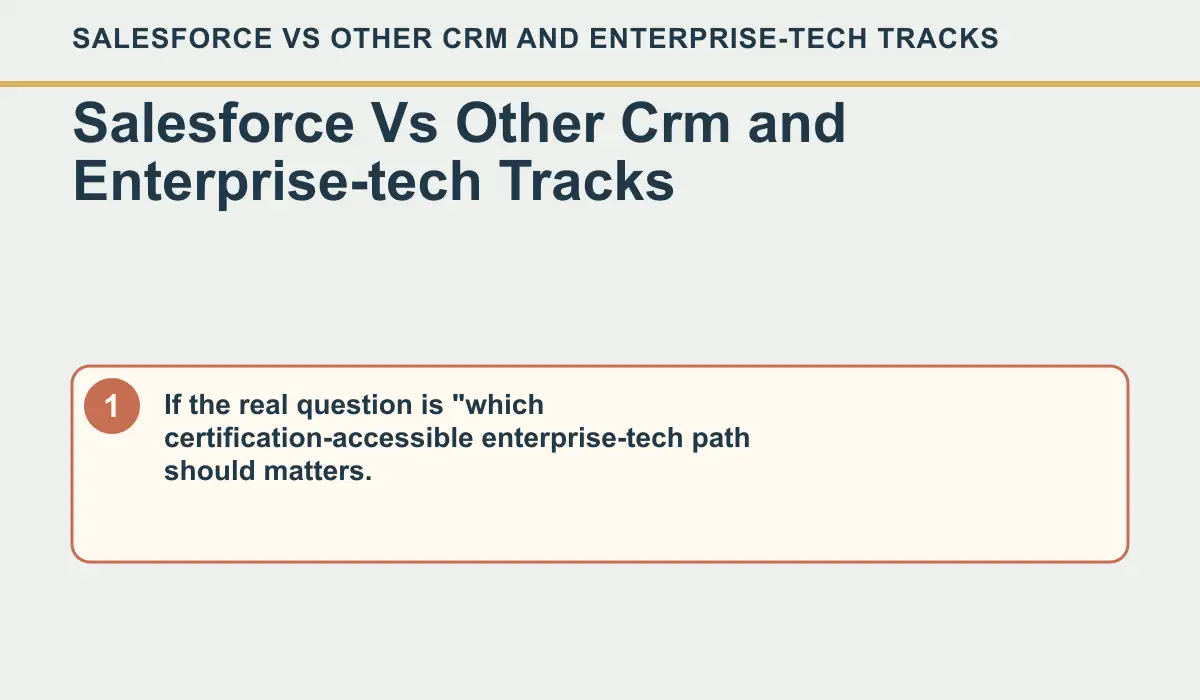 SALESFORCE VS OTHER CRM AND ENTERPRISE-TECH TRACKS
Salesforce Vs Other Crm and
Enterprise-tech Tracks
1
If the real question is "which
certification-accessible enterprise-tech path
should matters.